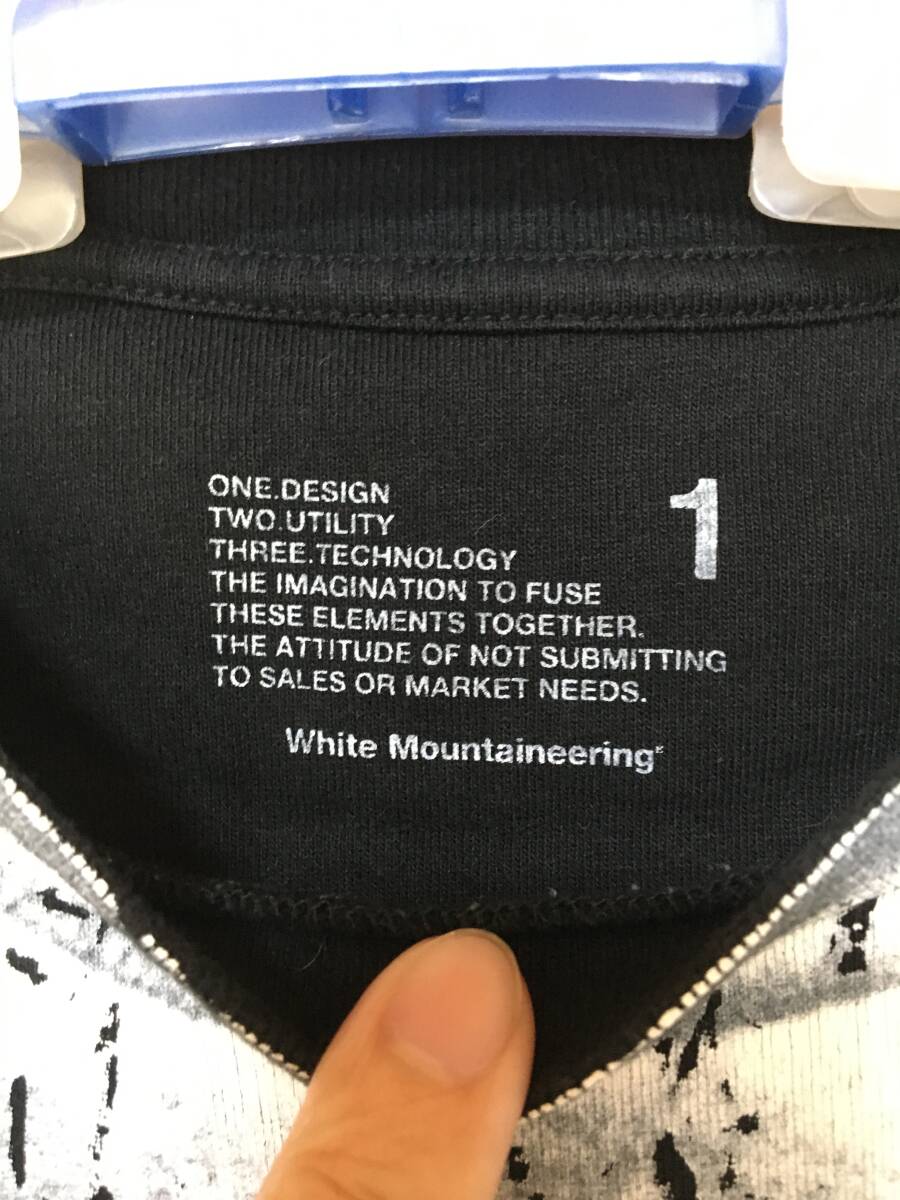 ONE.DESIGN
TWO.UTILITY
THREE.TECHNOLOGY
THE IMAGINATION TO FUSE
THESE ELEMENTS TOGETHER.
THE ATTITUDE OF NOT SUBMITTING
TO SALES OR MARKET NEEDS.
1
White Mountaineering®